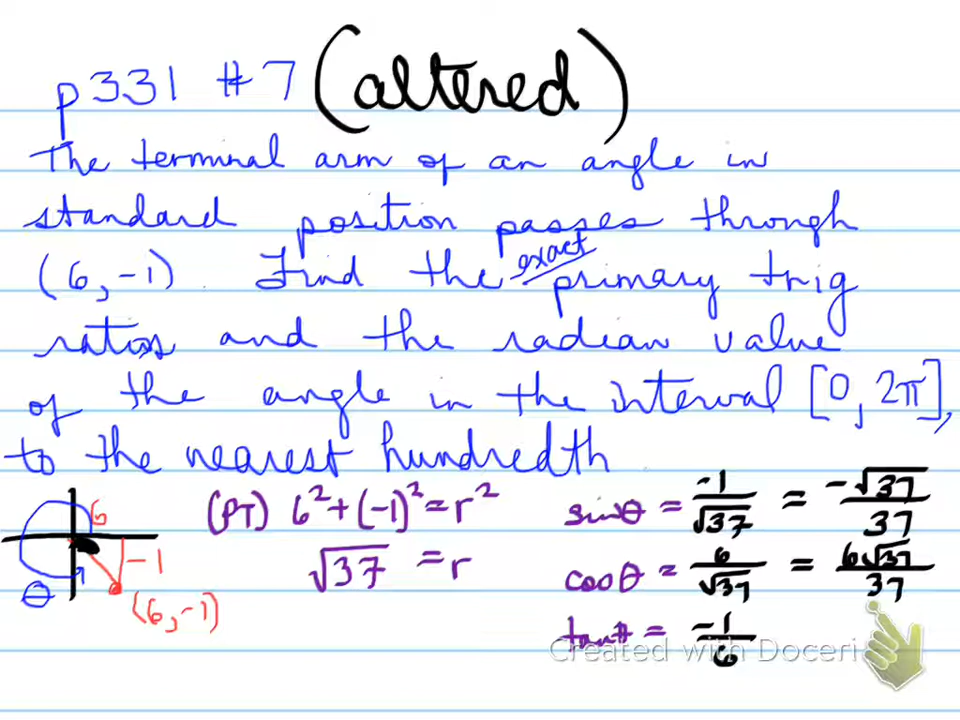 p331 #7 (altered)
The terminal arm of an angle in
standard position passes through
(6, -1). Find the exact primary trig
ratios and the radian value
of the angle in the interval [0, 2π],
to the nearest hundredth
(PT) 6² + (-1)² = r²
√37 = r
sinθ = -1/√37 = -√37/37
cosθ = 6/√37 = 6√37/37
tanθ = -1/6
6
-1
θ
(6, -1)
Created with Doceri